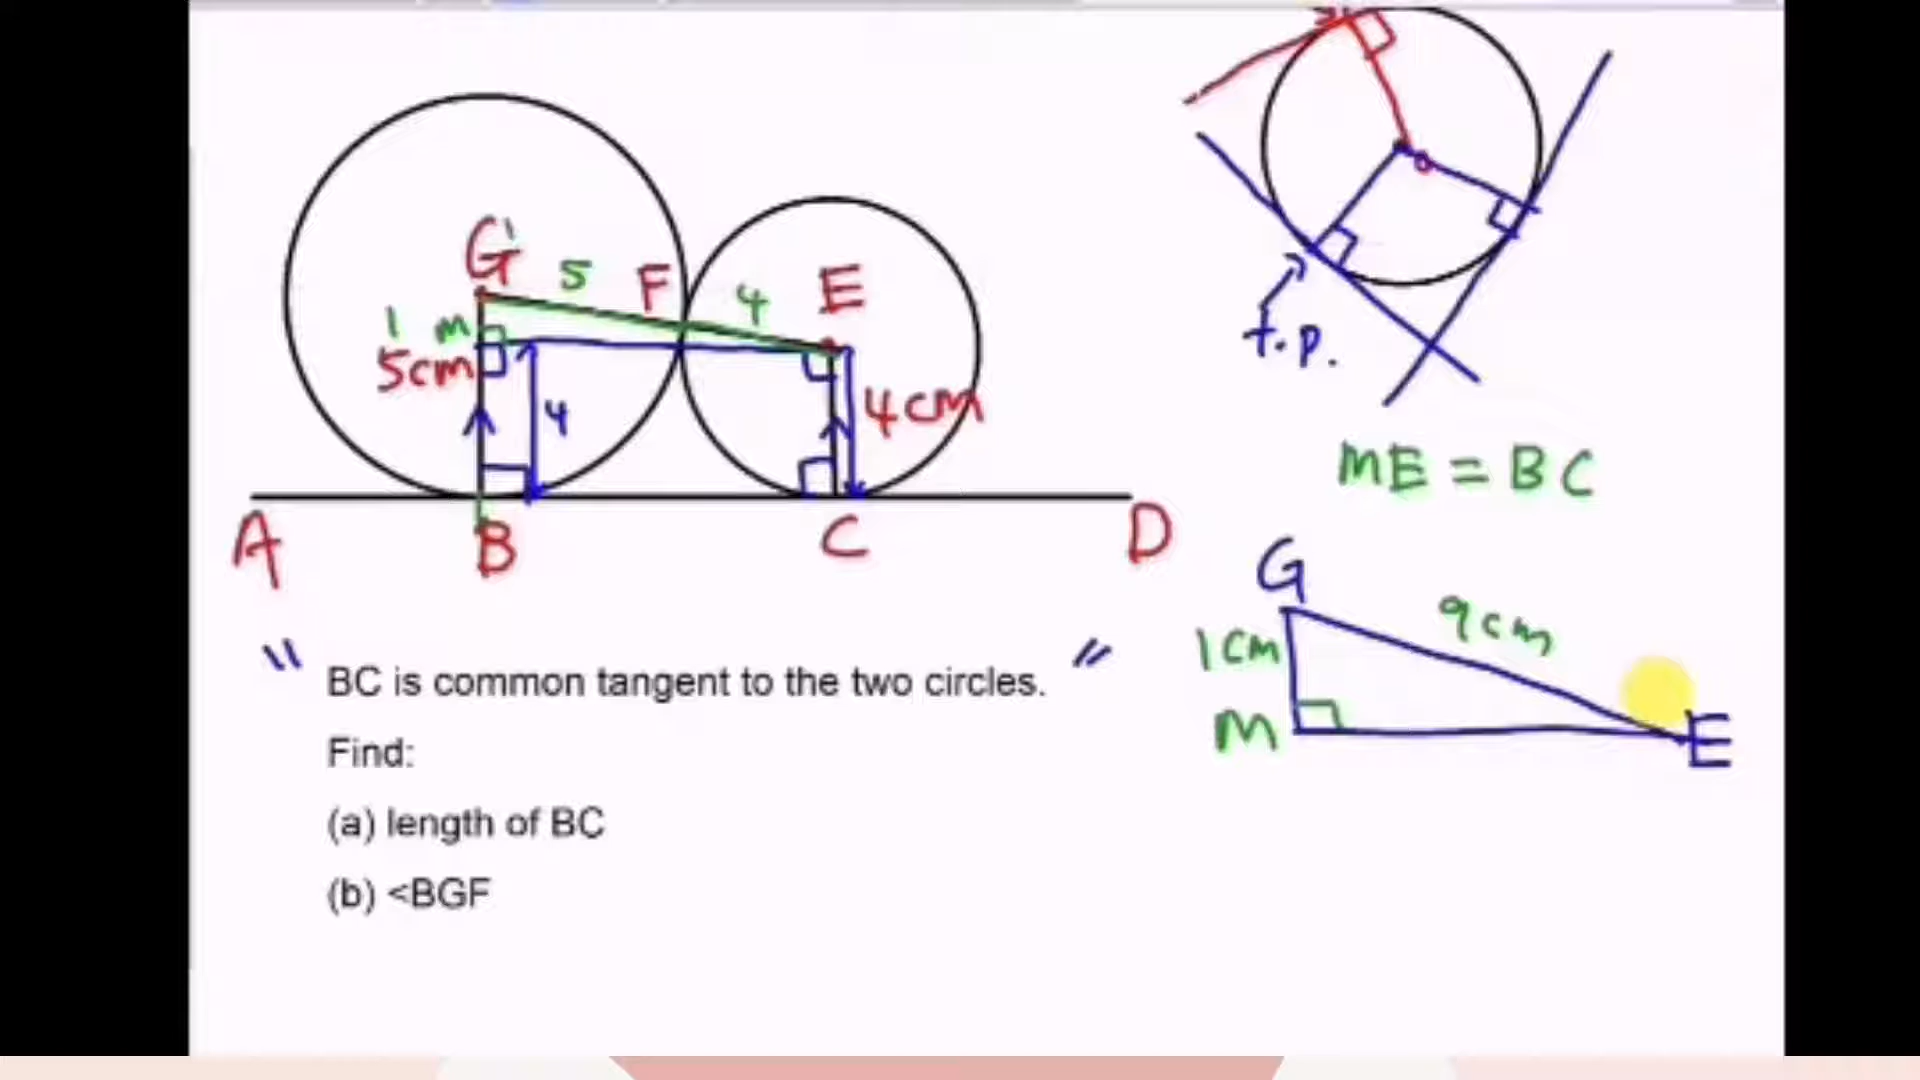 G
5
F
4
E
1
m
5cm
4
4cm
A
B
C
D
t.p.
ME = BC
G
9cm
1cm
M
E
" BC is common tangent to the two circles. "
Find:
(a) length of BC
(b) <BGF